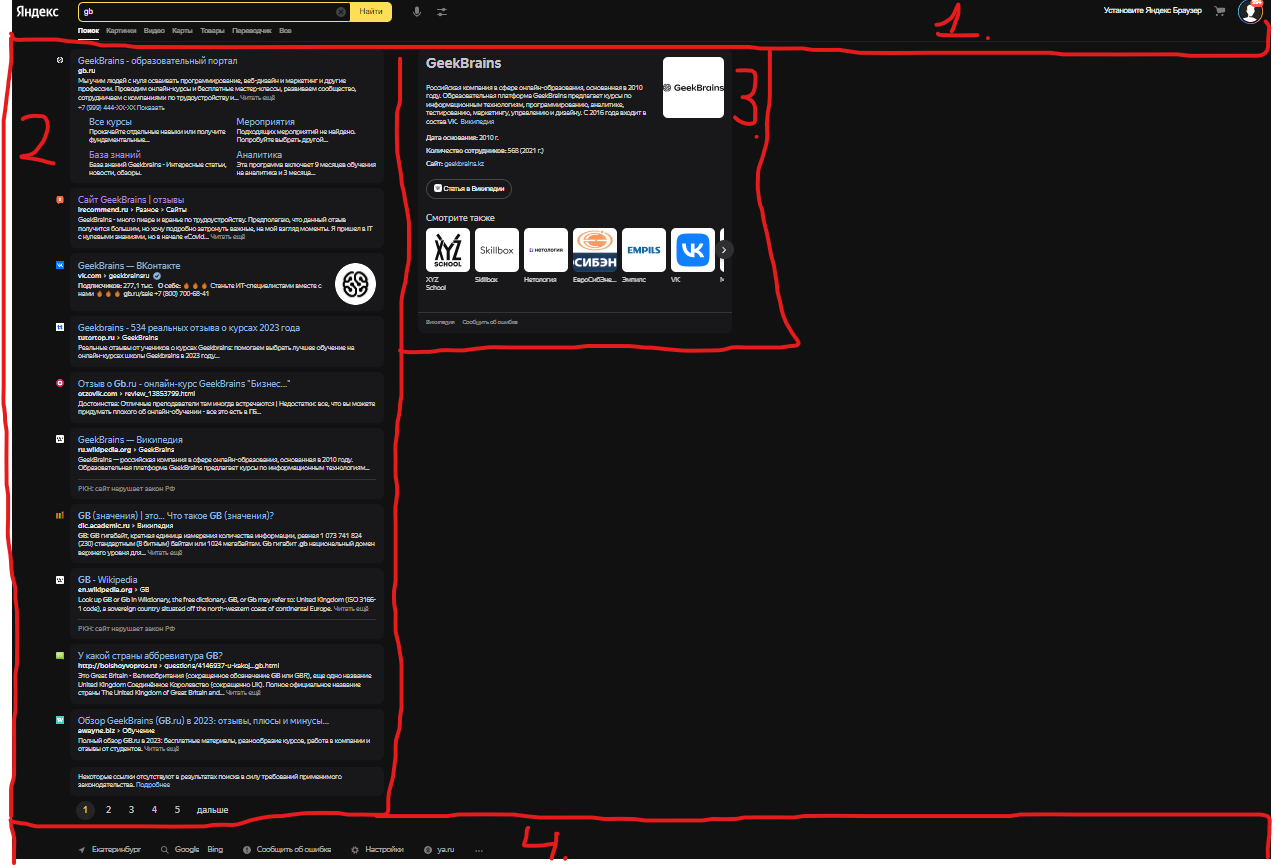 Яндекс
gb
Найти
Установите Яндекс Браузер
Поиск Картинки Видео Карты Товары Переводчик Все
1.
2
3.
4.
GeekBrains - образовательный портал
gb.ru
Мы учим людей с нуля осваивать программирование, веб-дизайн и маркетинг и другие
профессии. Проводим онлайн-курсы и бесплатные мастер-классы, развиваем сообщество,
сотрудничаем с компаниями по трудоустройству и... Читать ещё
+7 (999) 444-XX-XX Показать
Все курсы
Прокачайте отдельные навыки или получите
фундаментальные...
Мероприятия
Подходящих мероприятий не найдено.
Попробуйте выбрать другой...
База знаний
База знаний Geekbrains - Интересные статьи,
новости, обзоры.
Аналитика
Эта программа включает 9 месяцев обучения
на аналитика и 3 месяца...
Сайт GeekBrains | отзывы
irecommend.ru › Разное › Сайты
GeekBrains - много пиара и вранье по трудоустройству. Предполагаю, что данный отзыв
получится большим, но хочу подробно затронуть важные, на мой взгляд моменты. Я пришел в IT
с нулевыми знаниями, но в начале «Covid... Читать ещё
GeekBrains — ВКонтакте
vk.com › geekbrainsru
Подписчиков: 277,1 тыс. О себе: 🔥🔥🔥 Станьте ИТ-специалистами вместе с
нами 🔥🔥🔥 gb.ru/sale +7 (800) 700-68-41
Geekbrains - 534 реальных отзыва о курсах 2023 года
tutortop.ru › GeekBrains
Реальные отзывы от учеников о курсах Geekbrains: помогаем выбрать лучшее обучение на
онлайн-курсах школы Geekbrains в 2023 году...
Отзыв о Gb.ru - онлайн-курс GeekBrains "Бизнес..."
otzovik.com › review_13853799.html
Достоинства: Отличные преподаватели там иногда встречаются | Недостатки: все, что вы можете
придумать плохого об онлайн-обучении - все это есть в ГБ...
GeekBrains — Википедия
ru.wikipedia.org › GeekBrains
GeekBrains — российская компания в сфере онлайн-образования, основанная в 2010 году.
Образовательная платформа GeekBrains предлагает курсы по информационным технологиям...
РКН: сайт нарушает закон РФ
GB (значения) | это... Что такое GB (значения)?
dic.academic.ru › Википедия
GB: GB гигабайт, кратная единица измерения количества информации, равная 1 073 741 824
(230) стандартным (8 битным) байтам или 1024 мегабайтам. Gb гигабит .gb национальный домен
верхнего уровня для... Читать ещё
GB - Wikipedia
en.wikipedia.org › GB
Look up GB or Gb in Wiktionary, the free dictionary. GB, or Gb may refer to: United Kingdom (ISO 3166-
1 code), a sovereign country situated off the north-western coast of continental Europe. Читать ещё
РКН: сайт нарушает закон РФ
У какой страны аббревиатура GB?
http://bolshoyvopros.ru › questions/4146937-u-kakoj...gb.html
Это Great Britain - Великобритания (сокращенное обозначение GB или GBR), еще одно название
United Kingdom Соединённое Королевство (сокращенно UK). Полное официальное название
страны The United Kingdom of Great Britain and... Читать ещё
Обзор GeekBrains (GB.ru) в 2023: отзывы, плюсы и минусы...
awayne.biz › Обучение
Полный обзор GB.ru в 2023: бесплатные материалы, разнообразие курсов, работа в компании и
отзывы от студентов. Читать ещё
Некоторые ссылки отсутствуют в результатах поиска в силу требований применимого
законодательства. Подробнее
1 2 3 4 5 дальше
GeekBrains
GeekBrains
Российская компания в сфере онлайн-образования, основанная в 2010
году. Образовательная платформа GeekBrains предлагает курсы по
информационным технологиям, программированию, аналитике,
тестированию, маркетингу, управлению и дизайну. С 2016 года входит в
состав VK. Википедия
Дата основания: 2010 г.
Количество сотрудников: 568 (2021 г.)
Сайт: geekbrains.kz
Статья в Википедии
Смотрите также
XYZ
SCHOOL
Skillbox
нетология
СИБЭН
EMPILS
XYZ
School
Skillbox
Нетология
ЕвроСибЭне...
Эмпилс
VK
Википедия Сообщить об ошибке
Екатеринбург Google Bing Сообщить об ошибке Настройки ya.ru ...